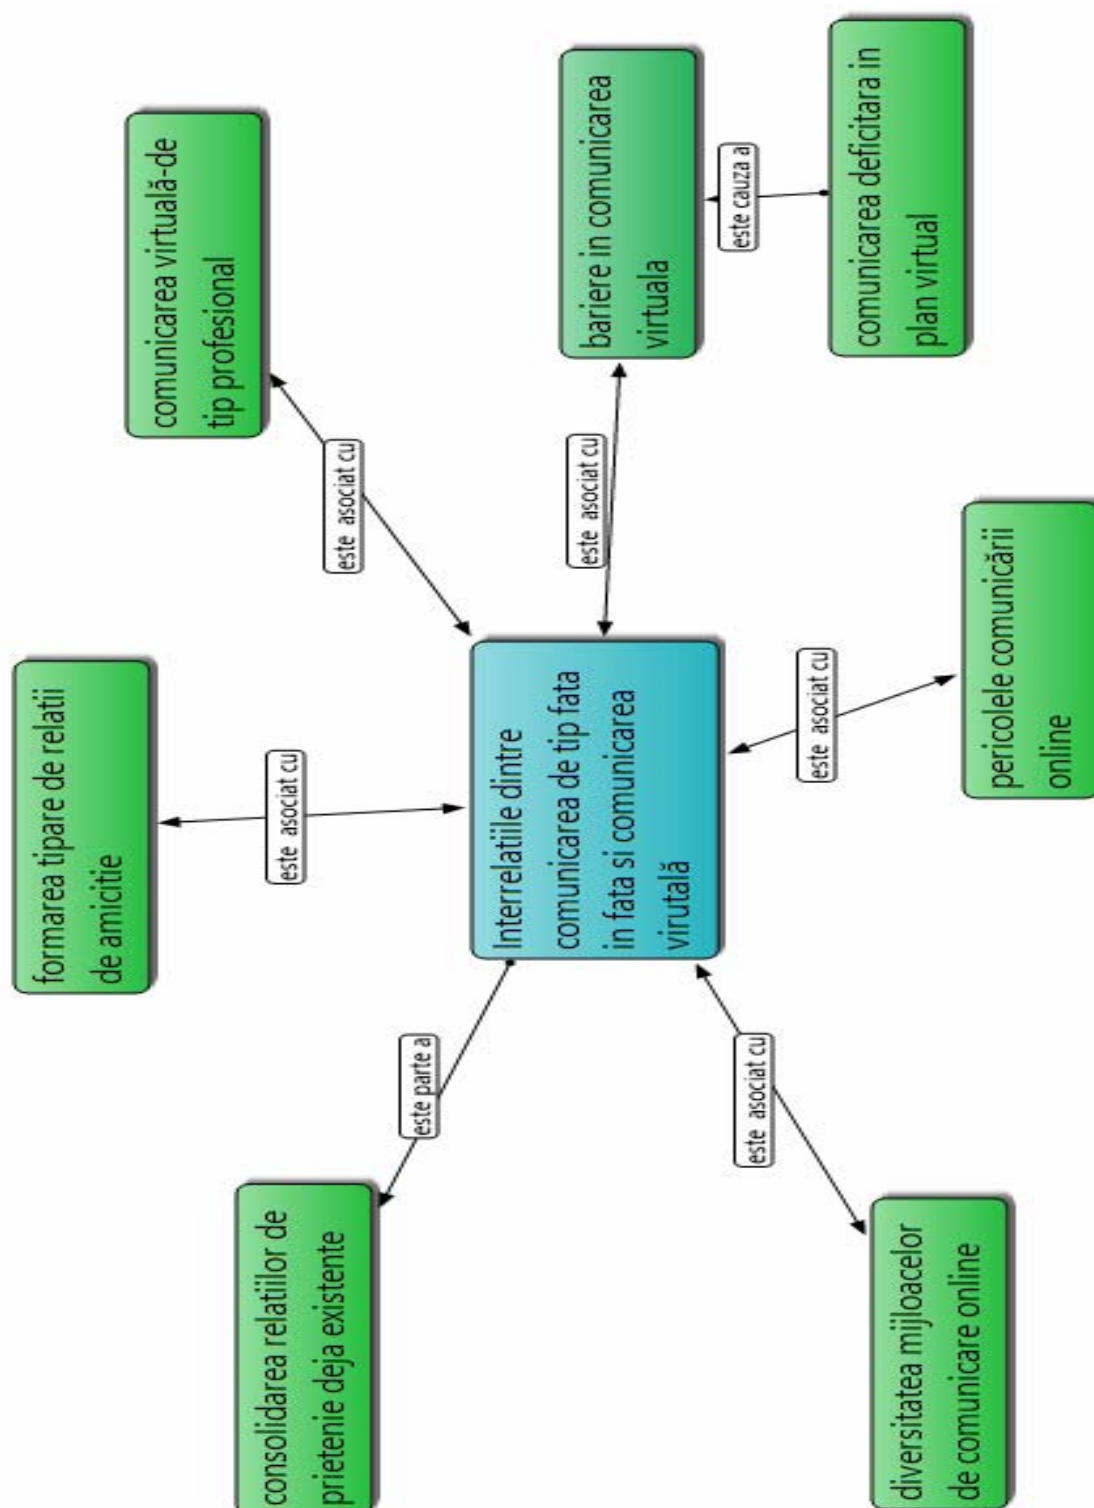 formarea tipare de relatii
de amicitie
comunicarea virtuală-de
tip profesional
consolidarea relatiilor de
prietenie deja existente
este asociat cu
este asociat cu
este parte a
Interrelatiile dintre
comunicarea de tip fata
in fata si comunicarea
virutală
este asociat cu
bariere in comunicarea
virtuala
este cauza a
este asociat cu
este asociat cu
comunicarea deficitara in
plan virtual
diversitatea mijloacelor
de comunicare online
pericolele comunicării
online